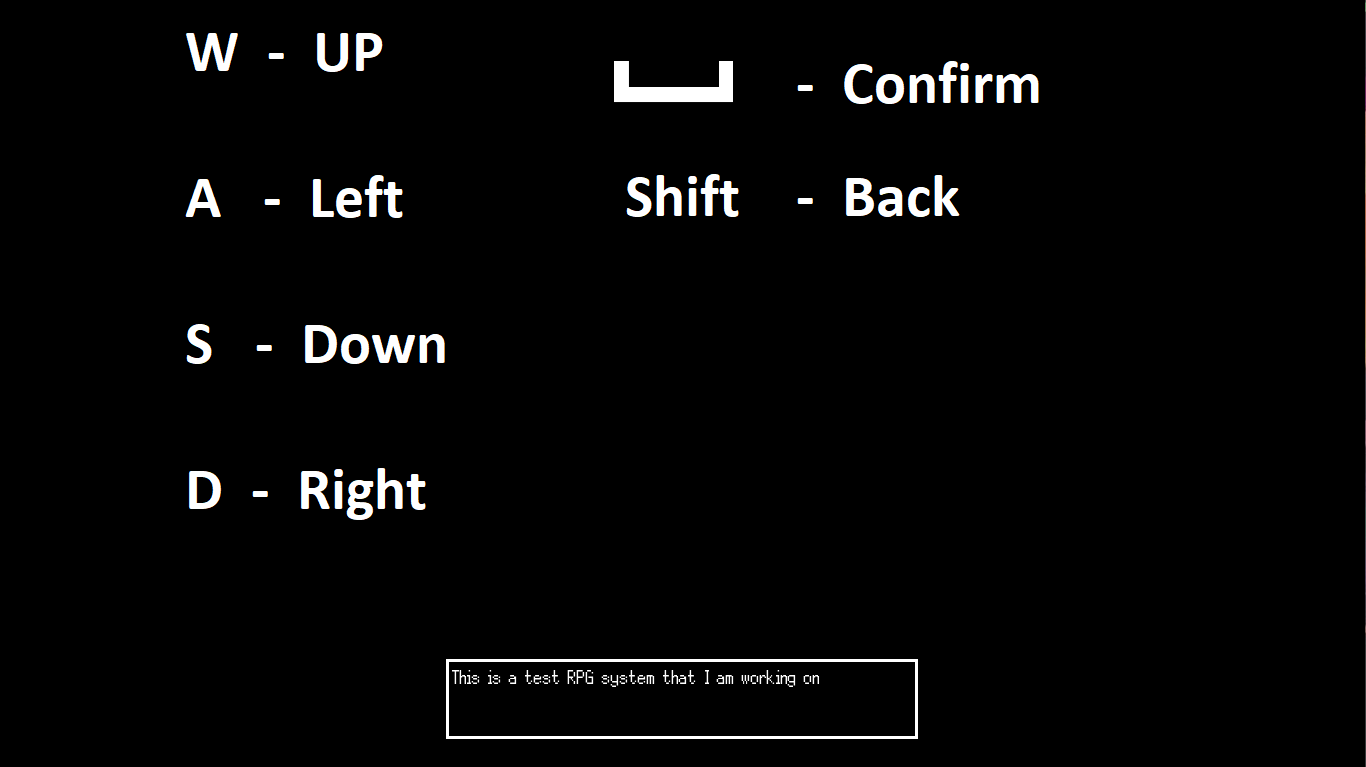 W - UP
A - Left
S - Down
D - Right
- Confirm
Shift - Back
This is a test RPG system that I am working on